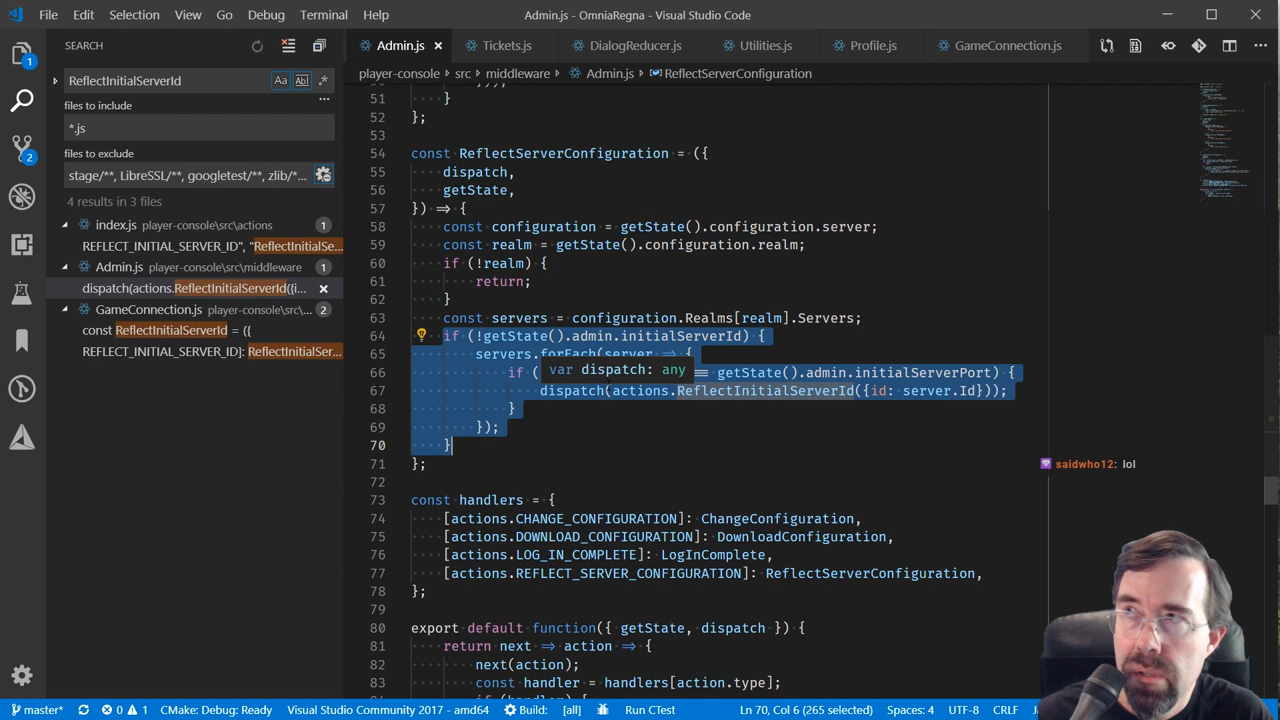 File Edit Selection View Go Debug Terminal Help Admin.js - OmniaRegna - Visual Studio Code
SEARCH
Admin.js Tickets.js DialogReducer.js Utilities.js Profile.js GameConnection.js
ReflectInitialServerId Aa
player-console > src > middleware > Admin.js > ReflectServerConfiguration
files to include
*.js
files to exclude
stage/**, LibreSSL/**, googletest/**, zlib/*...
4 results in 3 files
index.js player-console\src\actions 1
REFLECT_INITIAL_SERVER_ID", "ReflectInitialSe...
Admin.js player-console\src\middleware 1
dispatch(actions.ReflectInitialServerId({i...
GameConnection.js player-console\src\... 2
const ReflectInitialServerId = ({
REFLECT_INITIAL_SERVER_ID]: ReflectInitialSer...
51 }
52 };
53
54 const ReflectServerConfiguration = ({
55 dispatch,
56 getState,
57 }) => {
58 const configuration = getState().configuration.server;
59 const realm = getState().configuration.realm;
60 if (!realm) {
61 return;
62 }
63 const servers = configuration.Realms[realm].Servers;
64 if (!getState().admin.initialServerId) {
65 servers.forEach(server => {
var dispatch: any
66 if ( === getState().admin.initialServerPort) {
67 dispatch(actions.ReflectInitialServerId({id: server.Id}));
68 }
69 });
70 }
71 };
72
73 const handlers = {
74 [actions.CHANGE_CONFIGURATION]: ChangeConfiguration,
75 [actions.DOWNLOAD_CONFIGURATION]: DownloadConfiguration,
76 [actions.LOG_IN_COMPLETE]: LogInComplete,
77 [actions.REFLECT_SERVER_CONFIGURATION]: ReflectServerConfiguration,
78 };
79
80 export default function({ getState, dispatch }) {
81 return next => action => {
82 next(action);
83 const handler = handlers[action.type];
saidwho12: lol
master* 0 1 CMake: Debug: Ready Visual Studio Community 2017 - amd64 Build: [all] Run CTest Ln 70, Col 6 (265 selected) Spaces: 4 UTF-8 CRLF JavaScript